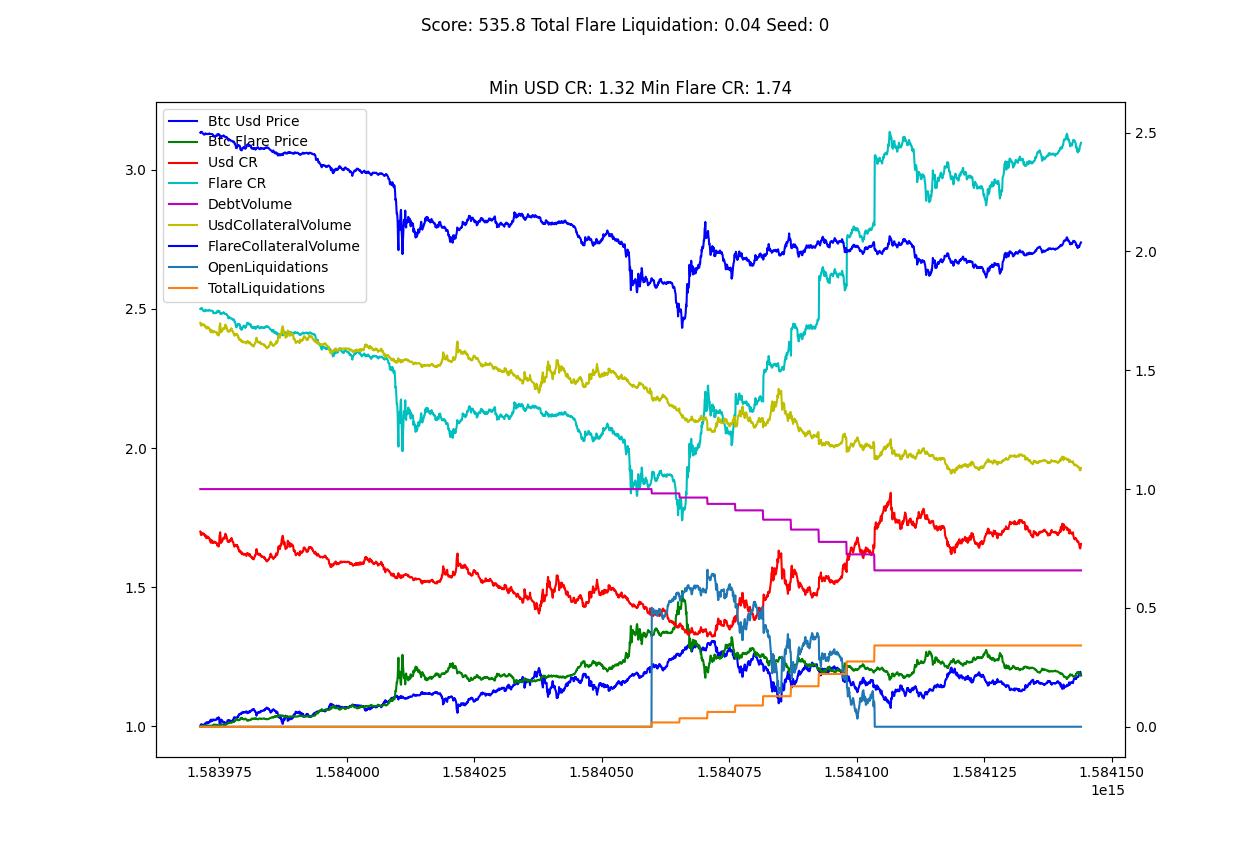 Score: 535.8 Total Flare Liquidation: 0.04 Seed: 0
Min USD CR: 1.32 Min Flare CR: 1.74
Btc Usd Price
Btc Flare Price
Usd CR
Flare CR
DebtVolume
UsdCollateralVolume
FlareCollateralVolume
OpenLiquidations
TotalLiquidations
3.0
2.5
2.0
1.5
1.0
2.5
2.0
1.5
1.0
0.5
0.0
1.583975 1.584000 1.584025 1.584050 1.584075 1.584100 1.584125 1.584150
1e15